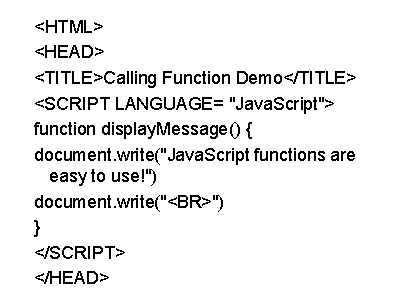 <HTML>
<HEAD>
<TITLE>Calling Function Demo</TITLE>
<SCRIPT LANGUAGE= "JavaScript">
function displayMessage() {
document.write("JavaScript functions are
easy to use!")
document.write("<BR>")
}
</SCRIPT>
</HEAD>